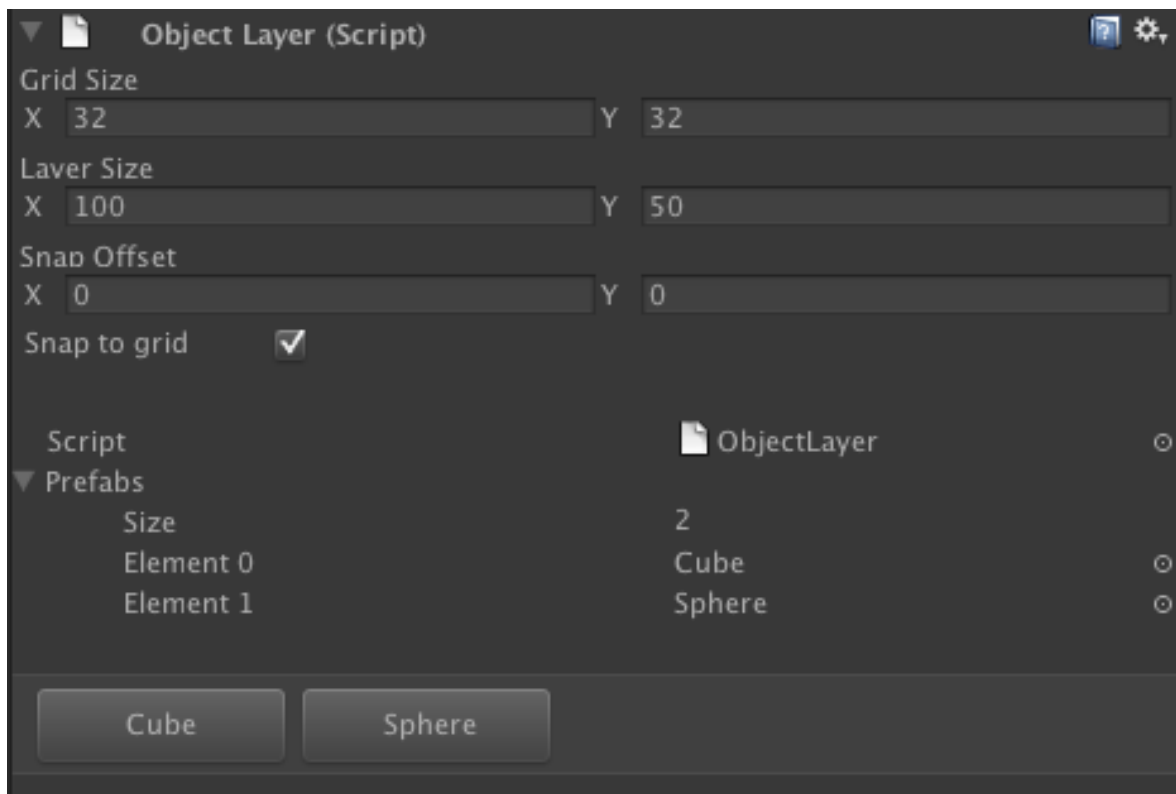 Object Layer (Script)
Grid Size
X 32 Y 32
Layer Size
X 100 Y 50
Snap Offset
X 0 Y 0
Snap to grid
Script ObjectLayer
Prefabs
Size 2
Element 0 Cube
Element 1 Sphere
Cube Sphere